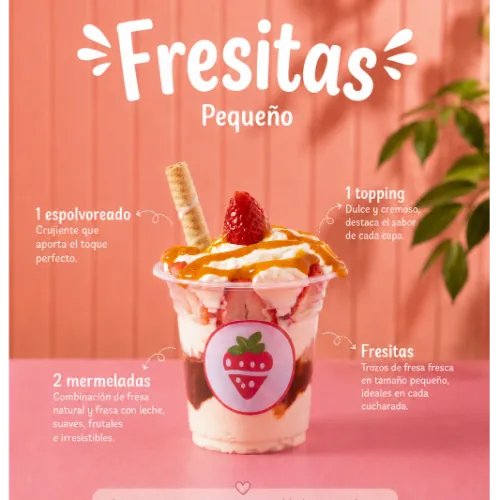 Fresitas
Pequeño
1 espolvoreado
Crujiente que
aporta el toque
perfecto.
1 topping
Dulce y cremoso,
destaca el sabor
de cada capa.
2 mermeladas
Combinación de fresa
natural y fresa con leche,
suaves, frutales
e irresistibles.
Fresitas
Trozos de fresa fresca
en tamaño pequeño,
ideales en cada
cucharada.